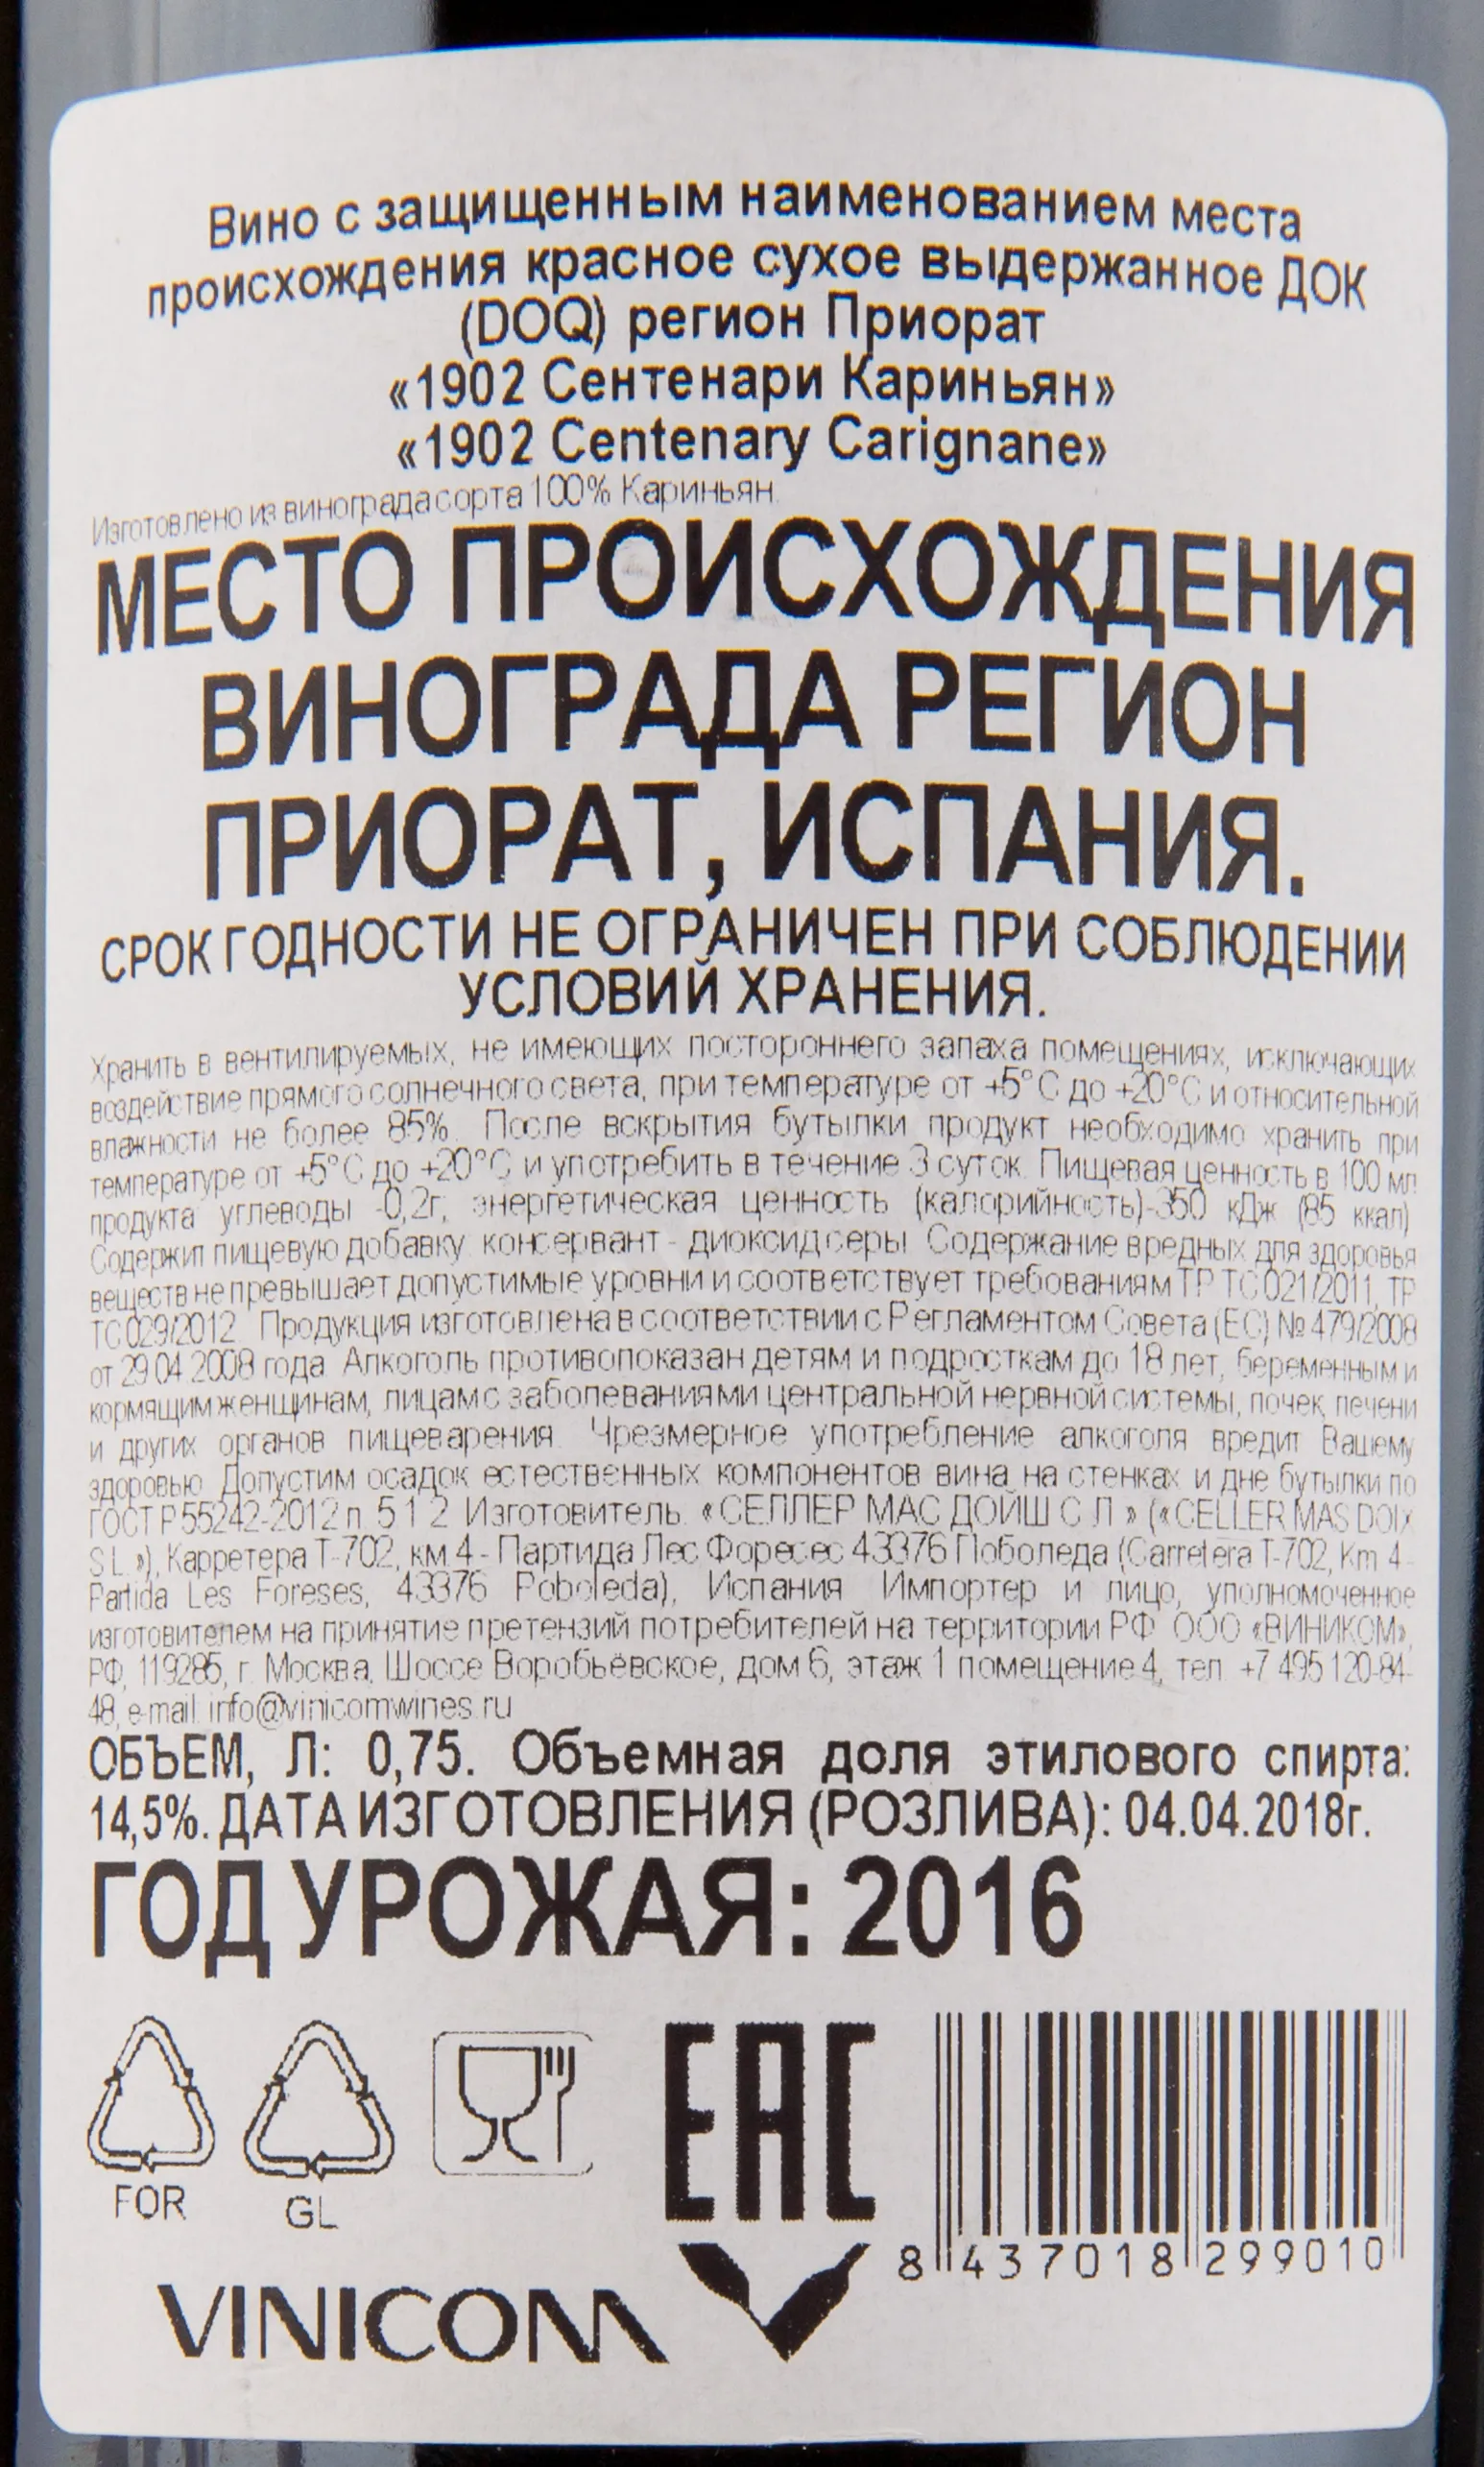 Вино с защищенным наименованием места
происхождения красное сухое выдержанное ДОК
(DOQ) регион Приорат
«1902 Сентенари Кариньян»
«1902 Centenary Carignane»
Изготовлено из винограда сорта 100% Кариньян.
МЕСТО ПРОИСХОЖДЕНИЯ
ВИНОГРАДА РЕГИОН
ПРИОРАТ, ИСПАНИЯ.
СРОК ГОДНОСТИ НЕ ОГРАНИЧЕН ПРИ СОБЛЮДЕНИИ
УСЛОВИЙ ХРАНЕНИЯ.
Хранить в вентилируемых, не имеющих постороннего запаха помещениях, исключающих
воздействие прямого солнечного света, при температуре от +5°С до +20°С и относительной
влажности не более 85%. После вскрытия бутылки продукт необходимо хранить при
температуре от +5°С до +20°С и употребить в течение 3 суток. Пищевая ценность в 100 мл
продукта углеводы -0,2г; энергетическая ценность (калорийность)-350 кДж (85 ккал)
Содержит пищевую добавку консервант - диоксид серы. Содержание вредных для здоровья
веществ не превышает допустимые уровни и соответствует требованиям ТР ТС 021/2011, ТР
ТС 029/2012. Продукция изготовлена в соответствии с Регламентом Совета (ЕС) № 479/2008
от 29.04.2008 года. Алкоголь противопоказан детям и подросткам до 18 лет, беременным и
кормящим женщинам, лицам с заболеваниями центральной нервной системы, почек, печени
и других органов пищеварения. Чрезмерное употребление алкоголя вредит Вашему
здоровью. Допустим осадок естественных компонентов вина на стенках и дне бутылки по
ГОСТ Р 55242-2012 п. 5.1.2. Изготовитель: «СЕЛЛЕР МАС ДОЙШ С.Л.» («CELLER MAS DOIX
S.L.»), Карретера Т-702, км.4 - Партида Лес Форесес 43376 Поболеда (Carretera T-702, Km 4 -
Partida Les Foreses, 43376 Poboleda), Испания. Импортер и лицо, уполномоченное
изготовителем на принятие претензий потребителей на территории РФ: ООО «ВИНИКОМ»,
РФ, 119285, г. Москва, Шоссе Воробьёвское, дом 6, этаж 1 помещение 4, тел. +7 495 120-84-
48, e-mail: info@vinicomwines.ru
ОБЪЕМ, Л: 0,75. Объемная доля этилового спирта:
14,5%. ДАТА ИЗГОТОВЛЕНИЯ (РОЗЛИВА): 04.04.2018г.
ГОД УРОЖАЯ: 2016
FOR
GL
EAC
8 437018 299010
VINICOM